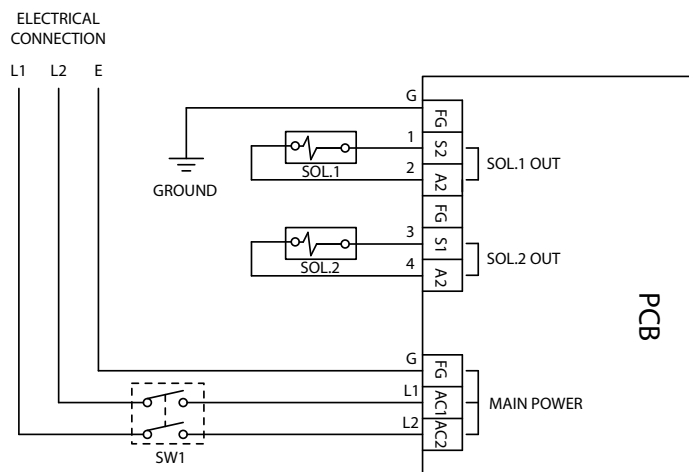 ELECTRICAL
CONNECTION
L1 L2 E
G FG
1 S2
SOL.1
SOL.1 OUT
2 A2
GROUND
FG
3 S1
SOL.2
SOL.2 OUT
4 A2
PCB
G FG
L1 AC1
MAIN POWER
L2 AC2
SW1